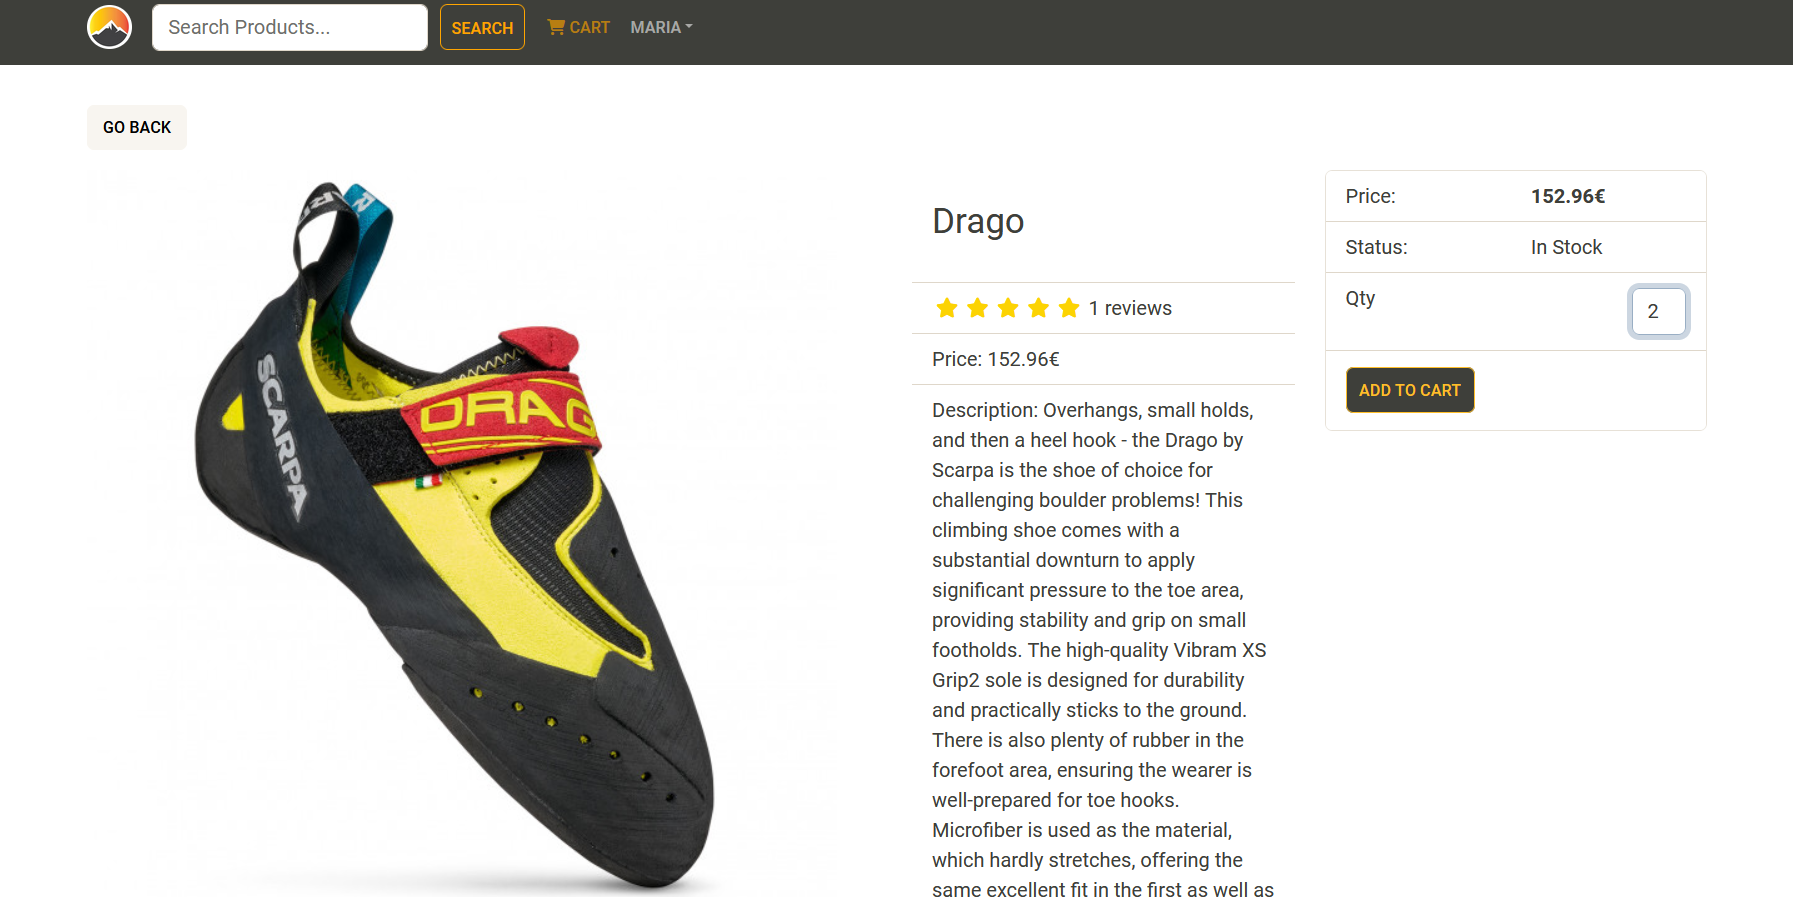 Search Products...
SEARCH
CART
MARIA
GO BACK
SCARPA
DRAG
Drago
1 reviews
Price: 152.96€
Description: Overhangs, small holds,
and then a heel hook - the Drago by
Scarpa is the shoe of choice for
challenging boulder problems! This
climbing shoe comes with a
substantial downturn to apply
significant pressure to the toe area,
providing stability and grip on small
footholds. The high-quality Vibram XS
Grip2 sole is designed for durability
and practically sticks to the ground.
There is also plenty of rubber in the
forefoot area, ensuring the wearer is
well-prepared for toe hooks.
Microfiber is used as the material,
which hardly stretches, offering the
same excellent fit in the first as well as
Price: 152.96€
Status: In Stock
Qty 2
ADD TO CART